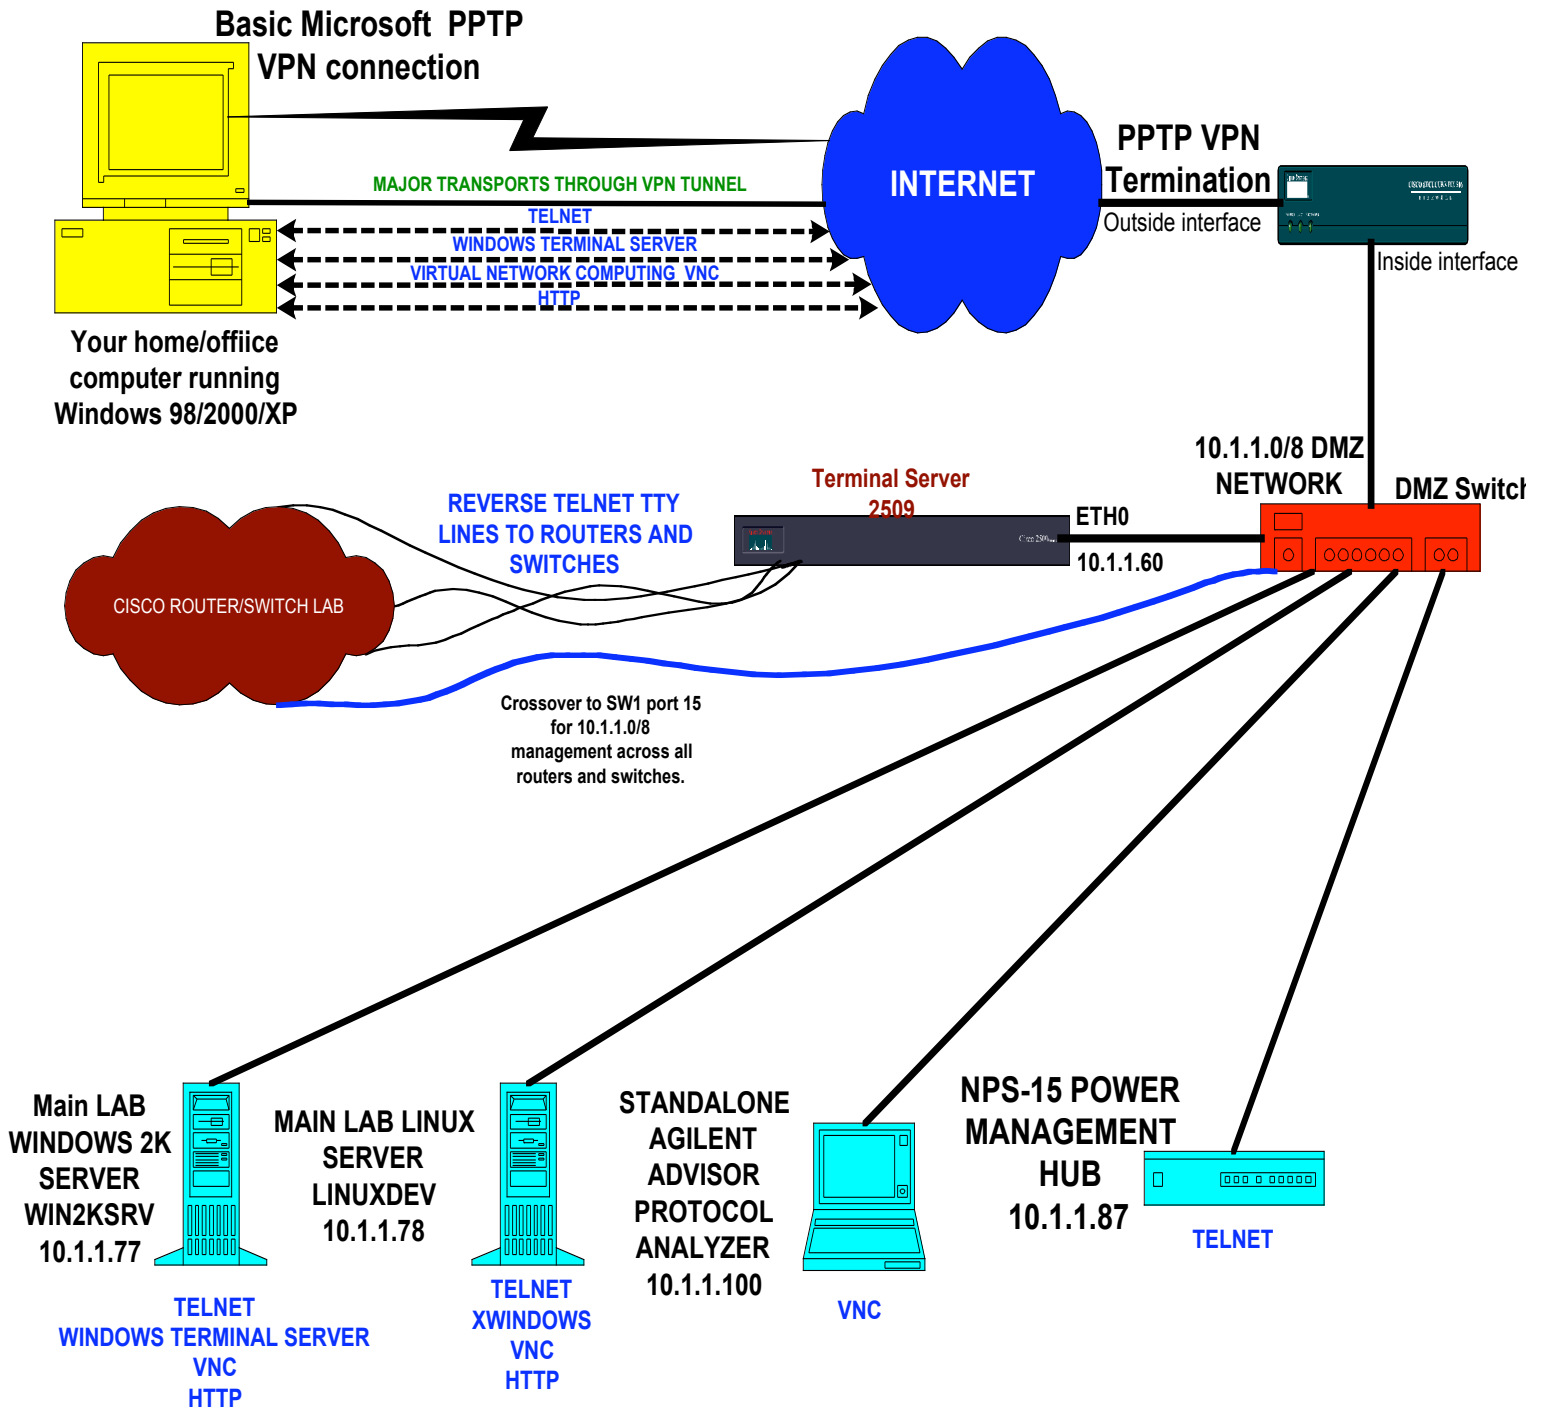 Basic Microsoft PPTP
VPN connection
MAJOR TRANSPORTS THROUGH VPN TUNNEL
TELNET
WINDOWS TERMINAL SERVER
VIRTUAL NETWORK COMPUTING VNC
HTTP
INTERNET
PPTP VPN
Termination
Outside interface
Inside interface
Your home/offiice
computer running
Windows 98/2000/XP
10.1.1.0/8 DMZ
NETWORK
DMZ Switch
Terminal Server
2509
ETH0
10.1.1.60
Cisco 2500
REVERSE TELNET TTY
LINES TO ROUTERS AND
SWITCHES
CISCO ROUTER/SWITCH LAB
Crossover to SW1 port 15
for 10.1.1.0/8
management across all
routers and switches.
Main LAB
WINDOWS 2K
SERVER
WIN2KSRV
10.1.1.77
TELNET
WINDOWS TERMINAL SERVER
VNC
HTTP
MAIN LAB LINUX
SERVER
LINUXDEV
10.1.1.78
TELNET
XWINDOWS
VNC
HTTP
STANDALONE
AGILENT
ADVISOR
PROTOCOL
ANALYZER
10.1.1.100
VNC
NPS-15 POWER
MANAGEMENT
HUB
10.1.1.87
TELNET